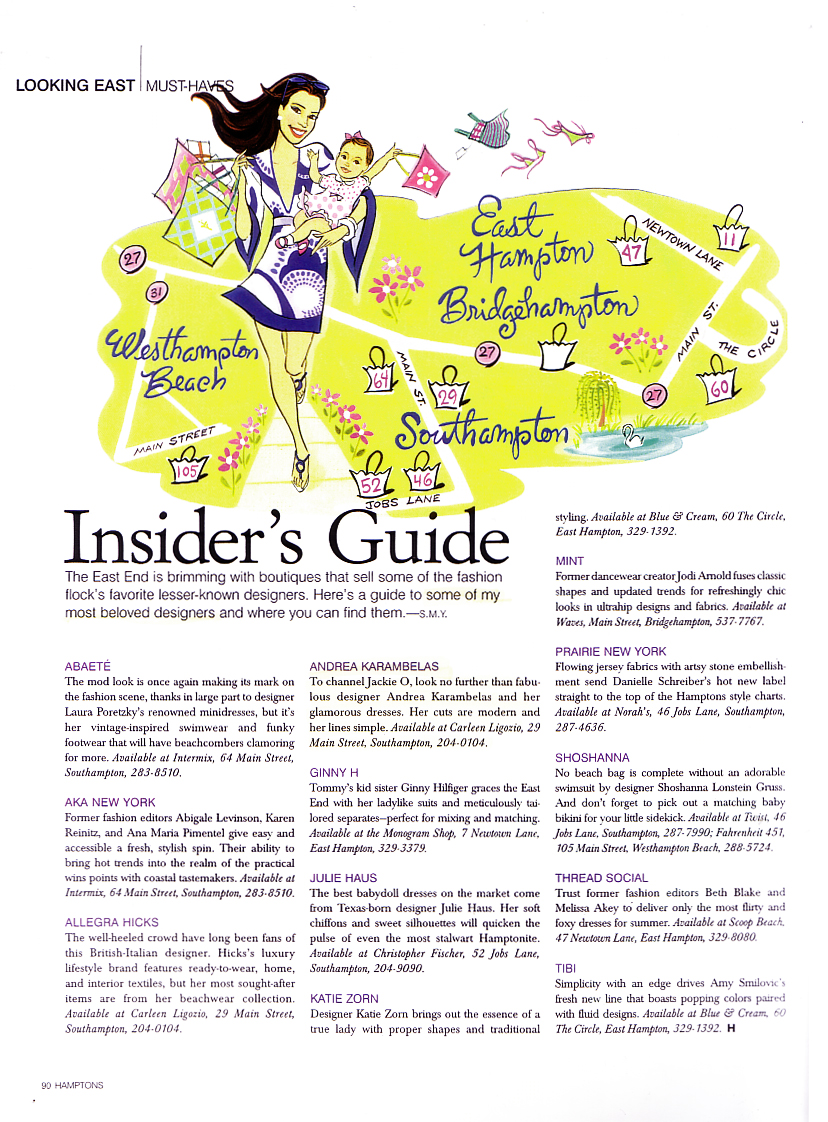 LOOKING EAST | MUST-HAVES
27
31
Westhampton
Beach
MAIN STREET
105
East
Hampton
Bridgehampton
47
NEWTOWN LANE
11
MAIN ST.
THE CIRCLE
27
64
MAIN ST.
29
27
60
Southampton
52
46
JOBS LANE
Insider's Guide
The East End is brimming with boutiques that sell some of the fashion
flock's favorite lesser-known designers. Here's a guide to some of my
most beloved designers and where you can find them.—S.M.Y.
ABAETÉ
The mod look is once again making its mark on
the fashion scene, thanks in large part to designer
Laura Poretzky's renowned minidresses, but it's
her vintage-inspired swimwear and funky
footwear that will have beachcombers clamoring
for more. Available at Intermix, 64 Main Street,
Southampton, 283-8510.
AKA NEW YORK
Former fashion editors Abigale Levinson, Karen
Reinitz, and Ana Maria Pimentel give easy and
accessible a fresh, stylish spin. Their ability to
bring hot trends into the realm of the practical
wins points with coastal tastemakers. Available at
Intermix, 64 Main Street, Southampton, 283-8510.
ALLEGRA HICKS
The well-heeled crowd have long been fans of
this British-Italian designer. Hicks's luxury
lifestyle brand features ready-to-wear, home,
and interior textiles, but her most sought-after
items are from her beachwear collection.
Available at Carleen Ligozio, 29 Main Street,
Southampton, 204-0104.
ANDREA KARAMBELAS
To channel Jackie O, look no further than fabu-
lous designer Andrea Karambelas and her
glamorous dresses. Her cuts are modern and
her lines simple. Available at Carleen Ligozio, 29
Main Street, Southampton, 204-0104.
GINNY H
Tommy's kid sister Ginny Hilfiger graces the East
End with her ladylike suits and meticulously tai-
lored separates—perfect for mixing and matching.
Available at the Monogram Shop, 7 Newtown Lane,
East Hampton, 329-3379.
JULIE HAUS
The best babydoll dresses on the market come
from Texas-born designer Julie Haus. Her soft
chiffons and sweet silhouettes will quicken the
pulse of even the most stalwart Hamptonite.
Available at Christopher Fischer, 52 Jobs Lane,
Southampton, 204-9090.
KATIE ZORN
Designer Katie Zorn brings out the essence of a
true lady with proper shapes and traditional
styling. Available at Blue & Cream, 60 The Circle,
East Hampton, 329-1392.
MINT
Former dancewear creator Jodi Arnold fuses classic
shapes and updated trends for refreshingly chic
looks in ultrahip designs and fabrics. Available at
Waves, Main Street, Bridgehampton, 537-7767.
PRAIRIE NEW YORK
Flowing jersey fabrics with artsy stone embellish-
ment send Danielle Schreiber's hot new label
straight to the top of the Hamptons style charts.
Available at Norah's, 46 Jobs Lane, Southampton,
287-4636.
SHOSHANNA
No beach bag is complete without an adorable
swimsuit by designer Shoshanna Lonstein Gruss.
And don't forget to pick out a matching baby
bikini for your little sidekick. Available at Twist, 46
Jobs Lane, Southampton, 287-7990; Fahrenheit 451,
105 Main Street, Westhampton Beach, 288-5724.
THREAD SOCIAL
Trust former fashion editors Beth Blake and
Melissa Akey to deliver only the most flirty and
foxy dresses for summer. Available at Scoop Beach,
47 Newtown Lane, East Hampton, 329-8080.
TIBI
Simplicity with an edge drives Amy Smilovic's
fresh new line that boasts popping colors paired
with fluid designs. Available at Blue & Cream, 60
The Circle, East Hampton, 329-1392. H
90 HAMPTONS